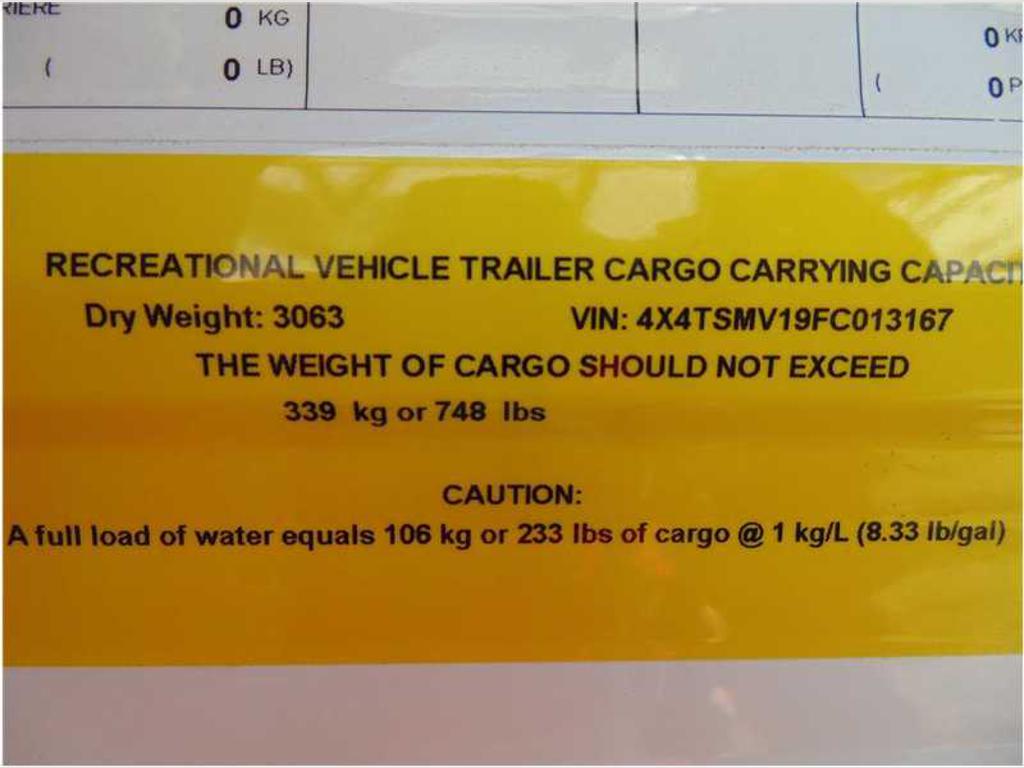 0 KG
( 0 LB)
0
( 0
RECREATIONAL VEHICLE TRAILER CARGO CARRYING
Dry Weight: 3063 VIN: 4X4TSMV19FC013167
THE WEIGHT OF CARGO SHOULD NOT EXCEED
339 kg or 748 lbs
CAUTION:
A full load of water equals 106 kg or 233 lbs of cargo @ 1 kg/L (8.33 lb/gal)